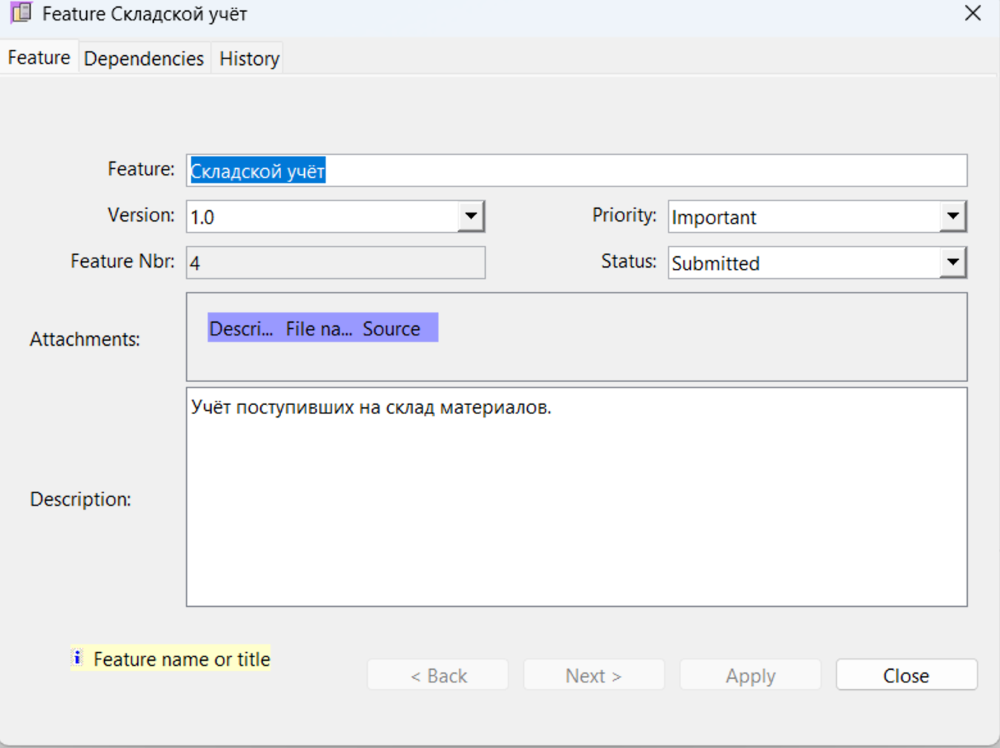 Feature Складской учёт
Feature Dependencies History
Feature: Складской учёт
Version: 1.0 Priority: Important
Feature Nbr: 4 Status: Submitted
Attachments: Descri... File na... Source
Учёт поступивших на склад материалов.
Description:
i Feature name or title
< Back Next > Apply Close